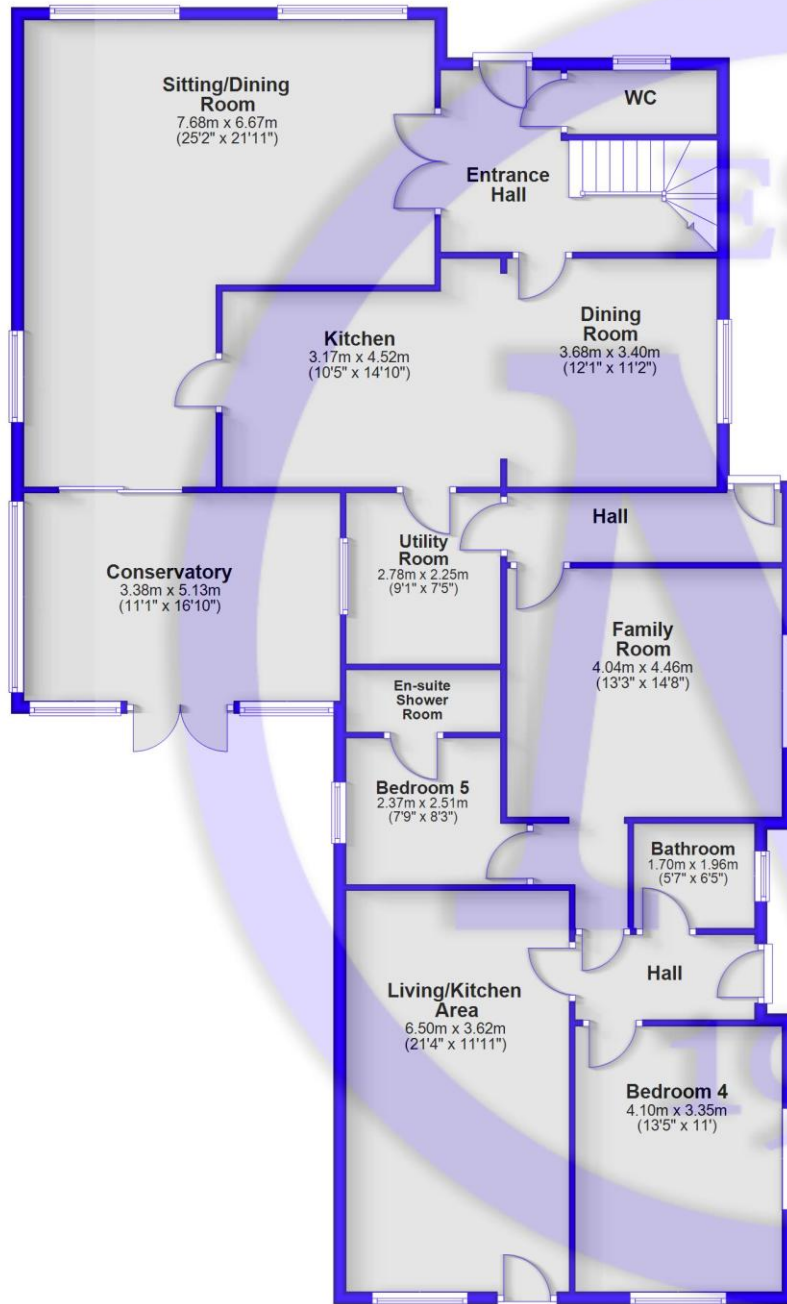 Sitting/Dining
Room
7.68m x 6.67m
(25'2" x 21'11")
WC
Entrance
Hall
Kitchen
3.17m x 4.52m
(10'5" x 14'10")
Dining
Room
3.68m x 3.40m
(12'1" x 11'2")
Hall
Utility
Room
2.78m x 2.25m
(9'1" x 7'5")
Conservatory
3.38m x 5.13m
(11'1" x 16'10")
Family
Room
4.04m x 4.46m
(13'3" x 14'8")
En-suite
Shower
Room
Bedroom 5
2.37m x 2.51m
(7'9" x 8'3")
Bathroom
1.70m x 1.96m
(5'7" x 6'5")
Hall
Living/Kitchen
Area
6.50m x 3.62m
(21'4" x 11'11")
Bedroom 4
4.10m x 3.35m
(13'5" x 11')